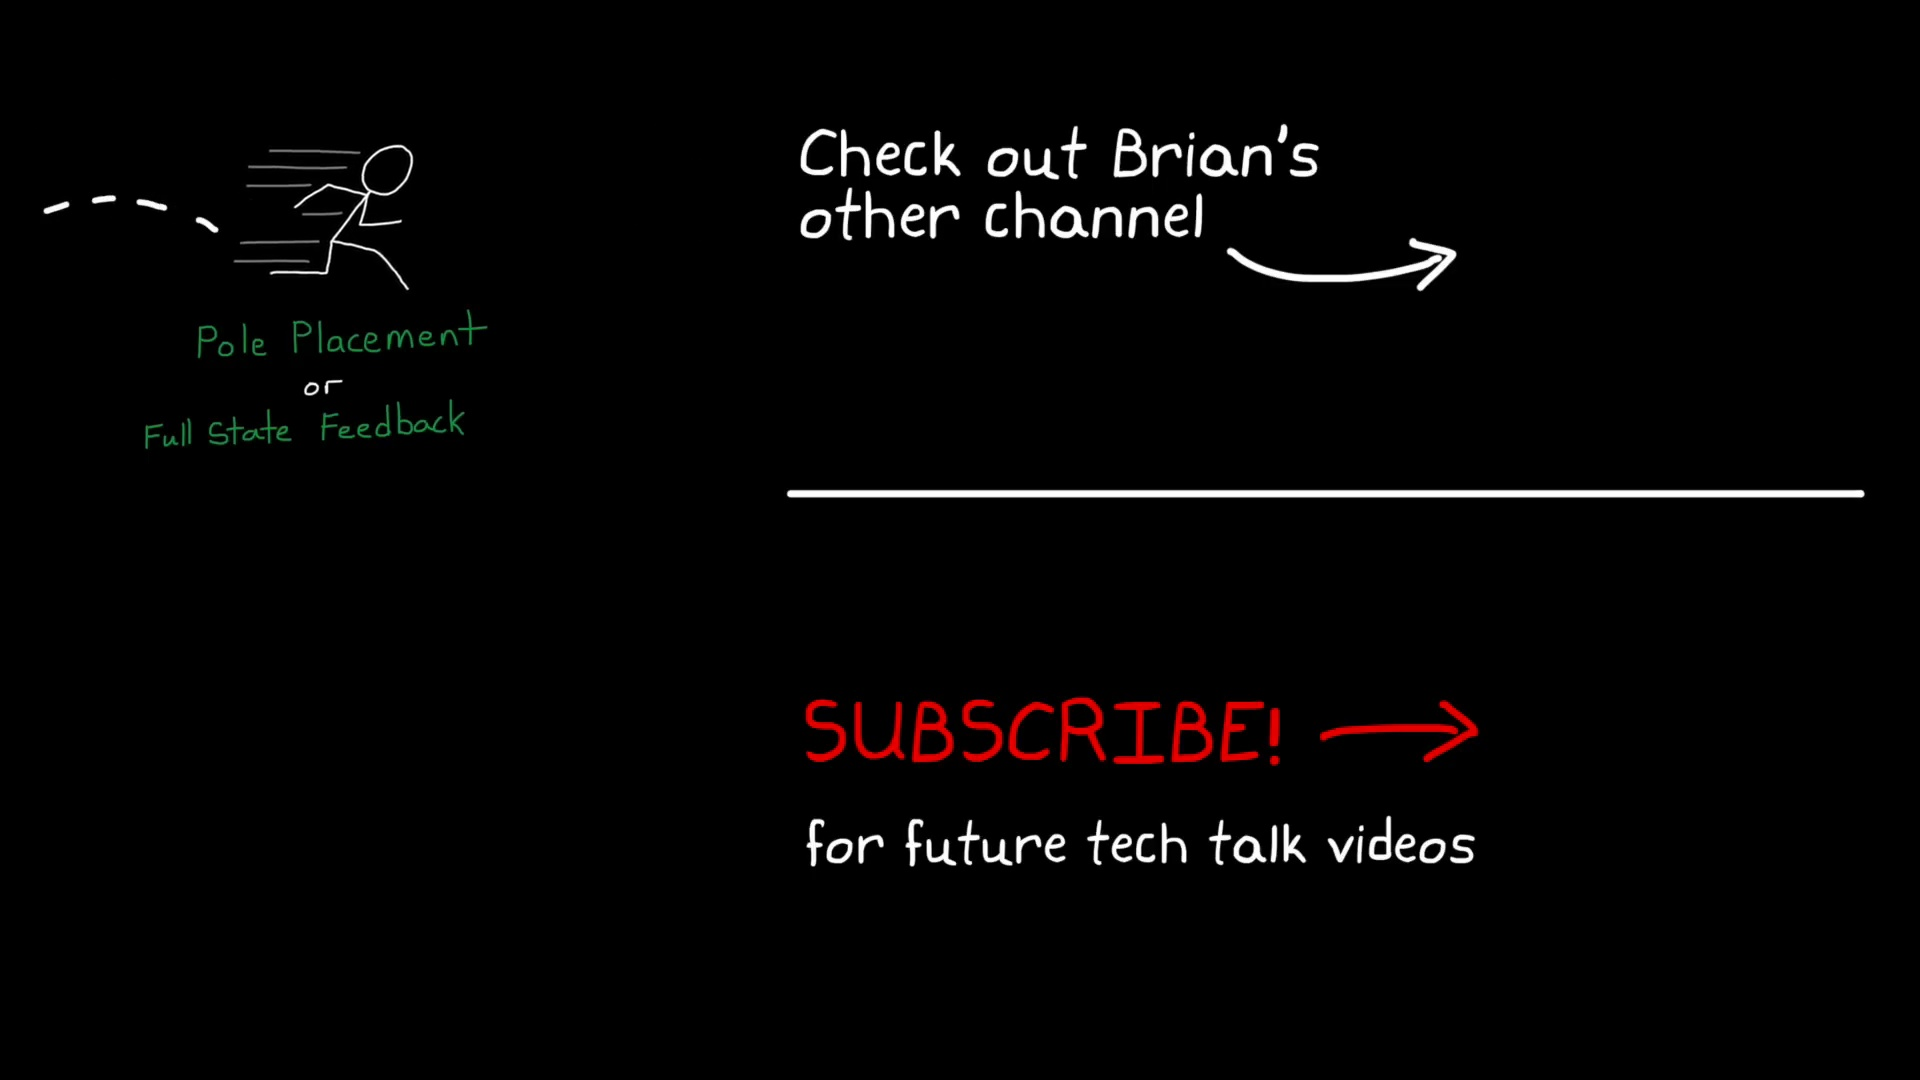 Check out Brian's
other channel
Pole Placement
or
Full State Feedback
SUBSCRIBE!
for future tech talk videos